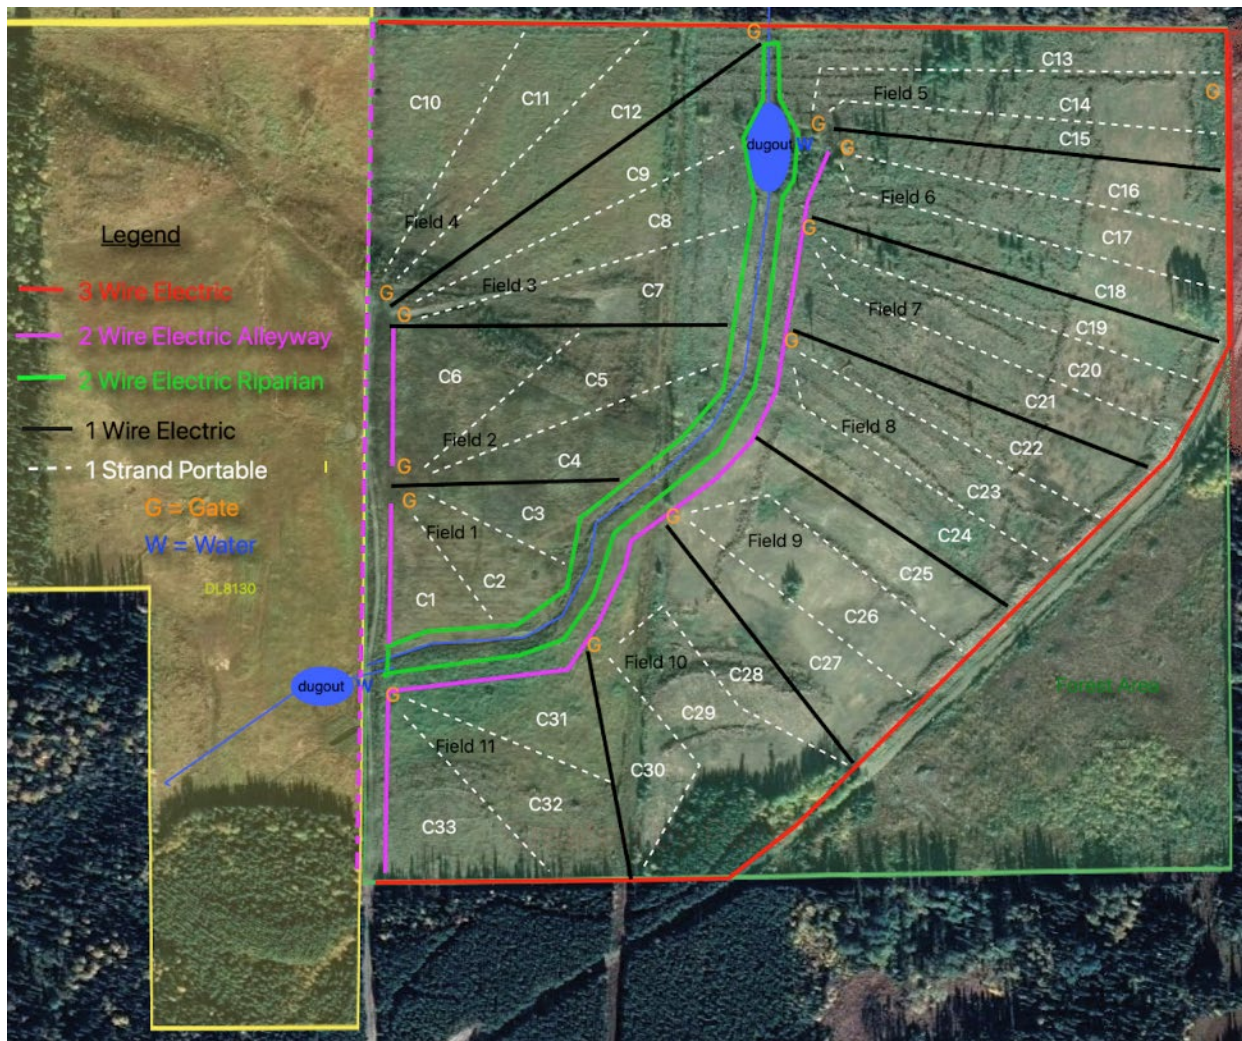 Legend
3 Wire Electric
2 Wire Electric Alleyway
2 Wire Electric Riparian
1 Wire Electric
1 Strand Portable
G = Gate
W = Water
DL8130
dugout W
G
C10
C11
C12
Field 4
G
G
C9
C8
Field 3
C7
C6
C5
Field 2
C4
G
G
C3
Field 1
C2
C1
dugout W
G
C13
Field 5
G
C14
G
C15
G
C16
Field 6
C17
G
C18
Field 7
C19
C20
G
C21
Field 8
C22
C23
C24
G
Field 9
C25
C26
C27
G
Field 10
C28
C29
C30
G
C31
Field 11
C32
C33
Forest Area